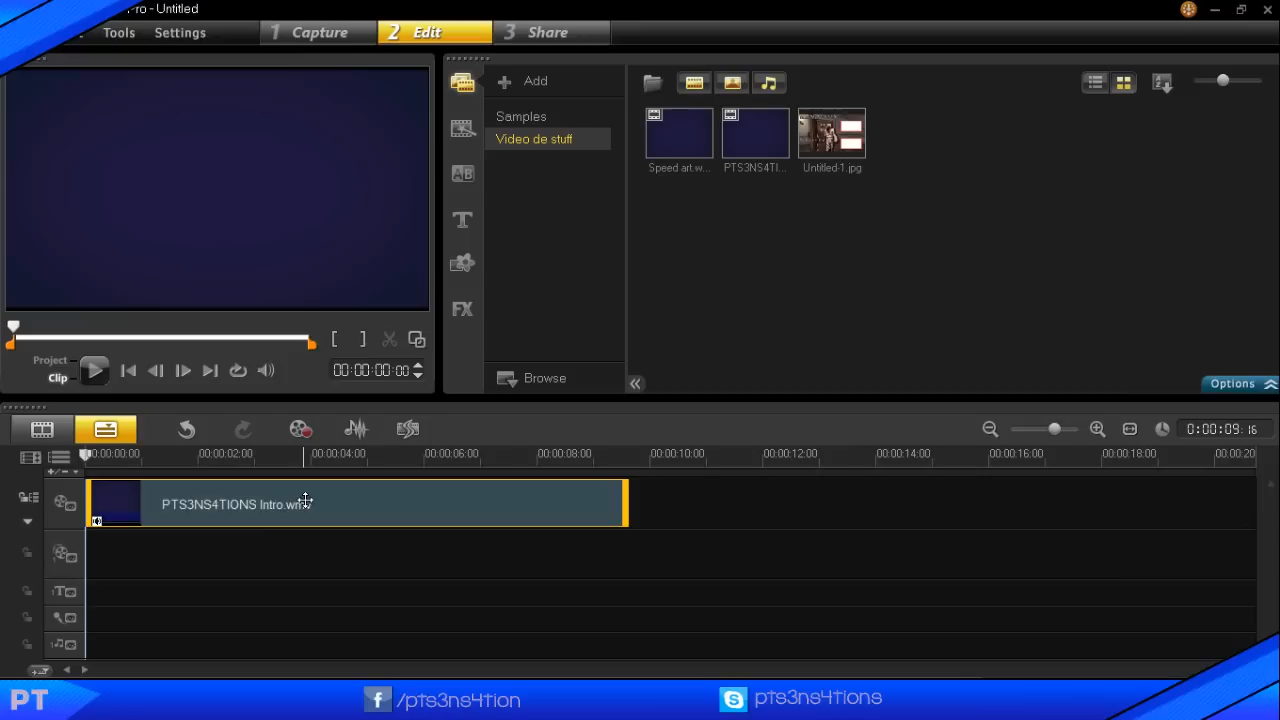 ro - Untitled
Tools Settings 1 Capture 2 Edit 3 Share
Add
Samples
Video de stuff
Speed art.w... PTS3NS4TI... Untitled-1.jpg
AB
T
FX
Project
Clip
00:00:00:00
Browse
Options
0:00:09.16
00:00:00:00 00:00:02:00 00:00:04:00 00:00:06:00 00:00:08:00 00:00:10:00 00:00:12:00 00:00:14:00 00:00:16:00 00:00:18:00 00:00:20
PTS3NS4TIONS Intro.wmv
PT f /pts3ns4tion S pts3ns4tions